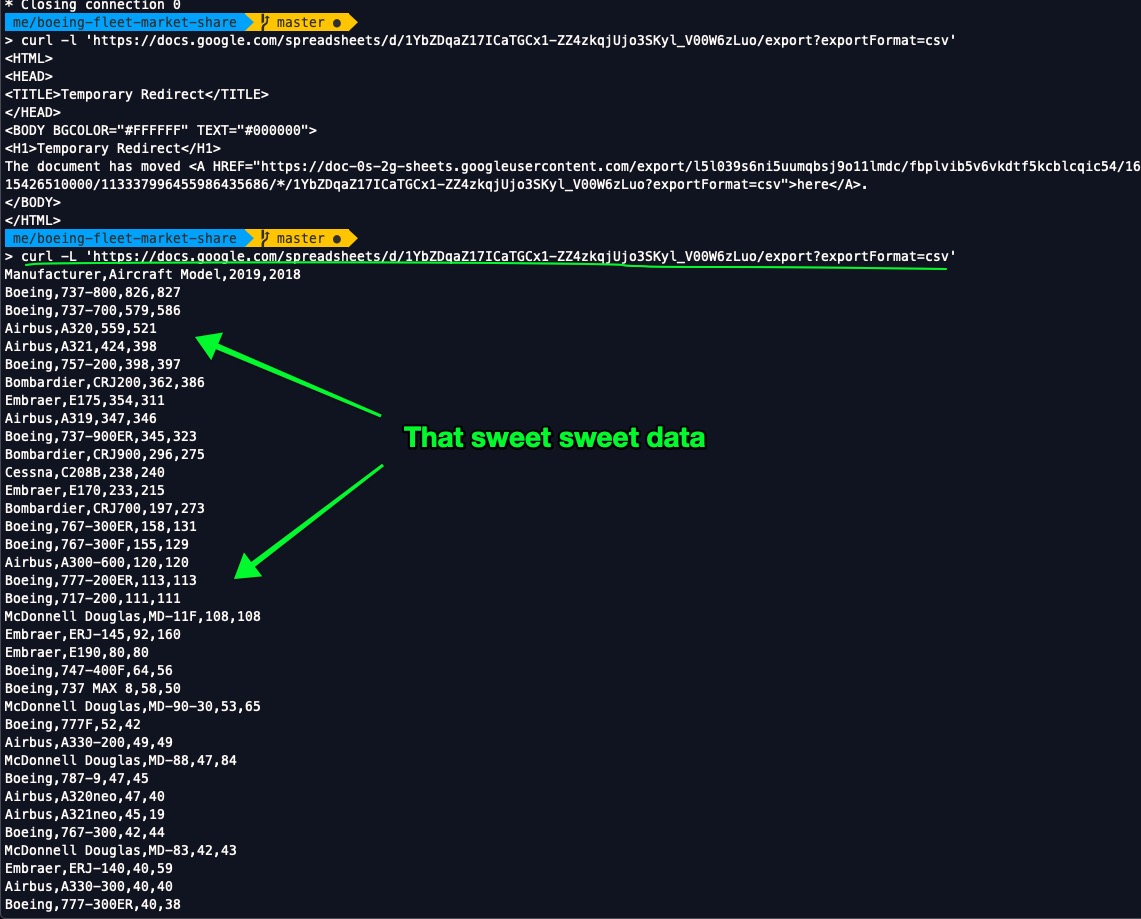 * Closing connection 0
me/boeing-fleet-market-share master ●
> curl -l 'https://docs.google.com/spreadsheets/d/1YbZDqaZ17ICaTGCx1-ZZ4zkqjUjo3SKyl_V00W6zLuo/export?exportFormat=csv'
<HTML>
<HEAD>
<TITLE>Temporary Redirect</TITLE>
</HEAD>
<BODY BGCOLOR="#FFFFFF" TEXT="#000000">
<H1>Temporary Redirect</H1>
The document has moved <A HREF="https://doc-0s-2g-sheets.googleusercontent.com/export/l5l039s6ni5uumqbsj9o11lmdc/fbplvib5v6vkdtf5kcblcqic54/16
15426510000/113337996455986435686/*/1YbZDqaZ17ICaTGCx1-ZZ4zkqjUjo3SKyl_V00W6zLuo?exportFormat=csv">here</A>.
</BODY>
</HTML>
me/boeing-fleet-market-share master ●
> curl -L 'https://docs.google.com/spreadsheets/d/1YbZDqaZ17ICaTGCx1-ZZ4zkqjUjo3SKyl_V00W6zLuo/export?exportFormat=csv'
Manufacturer,Aircraft Model,2019,2018
Boeing,737-800,826,827
Boeing,737-700,579,586
Airbus,A320,559,521
Airbus,A321,424,398
Boeing,757-200,398,397
Bombardier,CRJ200,362,386
Embraer,E175,354,311
Airbus,A319,347,346
That sweet sweet data
Boeing,737-900ER,345,323
Bombardier,CRJ900,296,275
Cessna,C208B,238,240
Embraer,E170,233,215
Bombardier,CRJ700,197,273
Boeing,767-300ER,158,131
Boeing,767-300F,155,129
Airbus,A300-600,120,120
Boeing,777-200ER,113,113
Boeing,717-200,111,111
McDonnell Douglas,MD-11F,108,108
Embraer,ERJ-145,92,160
Embraer,E190,80,80
Boeing,747-400F,64,56
Boeing,737 MAX 8,58,50
McDonnell Douglas,MD-90-30,53,65
Boeing,777F,52,42
Airbus,A330-200,49,49
McDonnell Douglas,MD-88,47,84
Boeing,787-9,47,45
Airbus,A320neo,47,40
Airbus,A321neo,45,19
Boeing,767-300,42,44
McDonnell Douglas,MD-83,42,43
Embraer,ERJ-140,40,59
Airbus,A330-300,40,40
Boeing,777-300ER,40,38